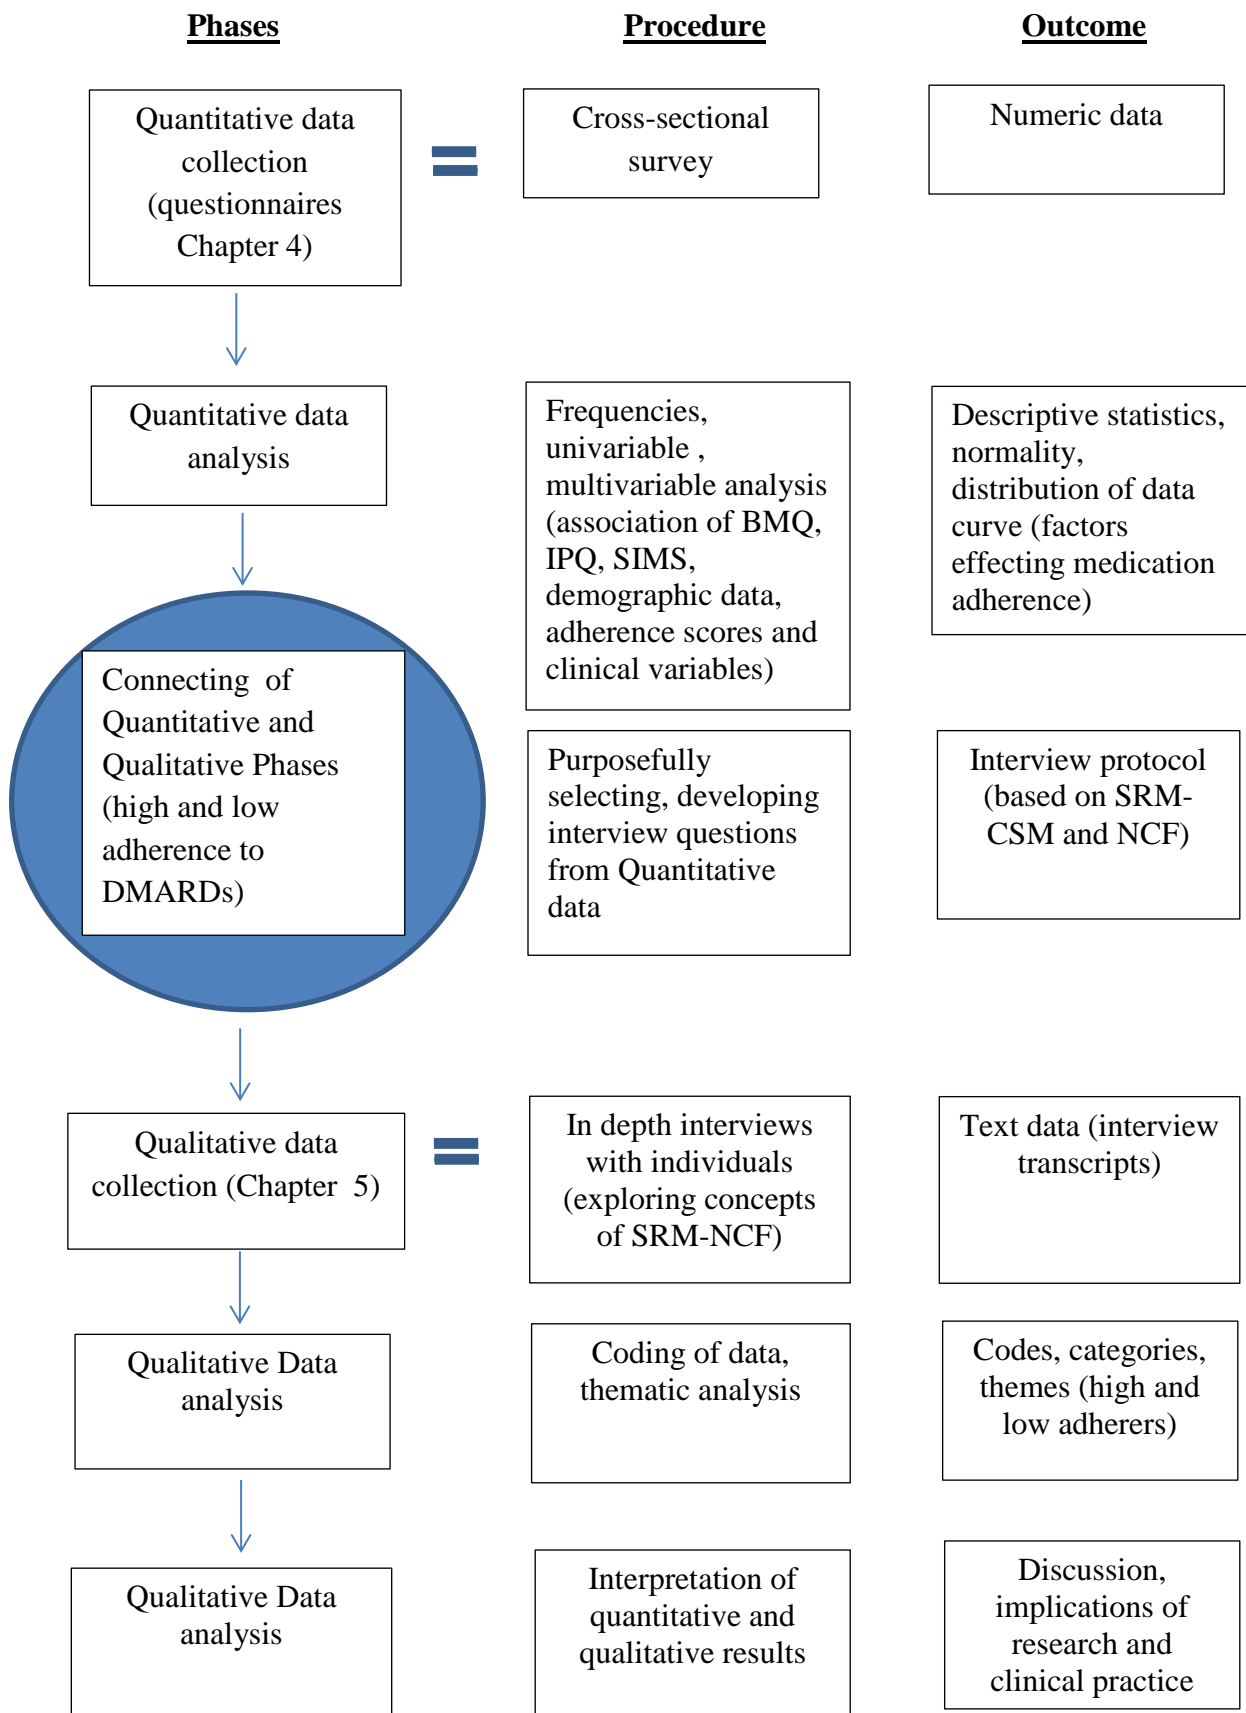 Phases
Procedure
Outcome
Quantitative data
collection
(questionnaires
Chapter 4)
Cross-sectional
survey
Numeric data
Quantitative data
analysis
Frequencies,
univariable ,
multivariable analysis
(association of BMQ,
IPQ, SIMS,
demographic data,
adherence scores and
clinical variables)
Descriptive statistics,
normality,
distribution of data
curve (factors
effecting medication
adherence)
Connecting of
Quantitative and
Qualitative Phases
(high and low
adherence to
DMARDs)
Purposefully
selecting, developing
interview questions
from Quantitative
data
Interview protocol
(based on SRM-
CSM and NCF)
Qualitative data
collection (Chapter 5)
In depth interviews
with individuals
(exploring concepts
of SRM-NCF)
Text data (interview
transcripts)
Qualitative Data
analysis
Coding of data,
thematic analysis
Codes, categories,
themes (high and
low adherers)
Qualitative Data
analysis
Interpretation of
quantitative and
qualitative results
Discussion,
implications of
research and
clinical practice